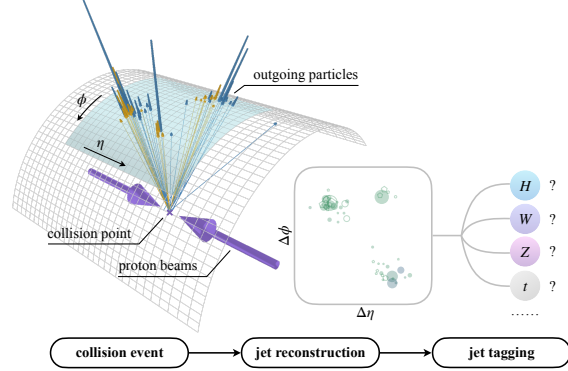 outgoing particles
ϕ
η
collision point
proton beams
Δϕ
Δη
H ?
W ?
Z ?
t ?
……
collision event
jet reconstruction
jet tagging